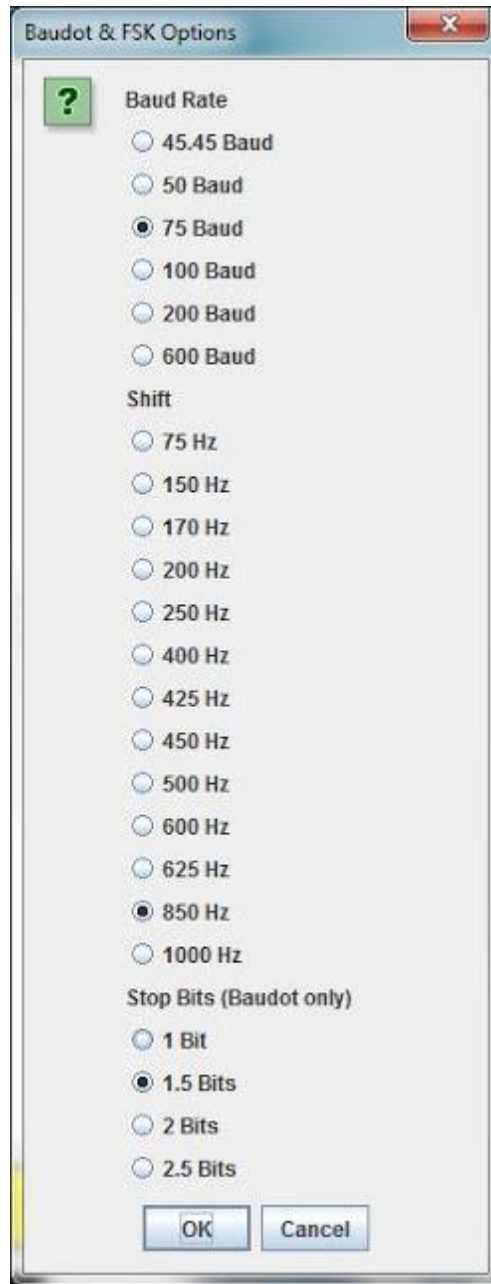 Baudot & FSK Options
?
Baud Rate
45.45 Baud
50 Baud
75 Baud
100 Baud
200 Baud
600 Baud
Shift
75 Hz
150 Hz
170 Hz
200 Hz
250 Hz
400 Hz
425 Hz
450 Hz
500 Hz
600 Hz
625 Hz
850 Hz
1000 Hz
Stop Bits (Baudot only)
1 Bit
1.5 Bits
2 Bits
2.5 Bits
OK Cancel